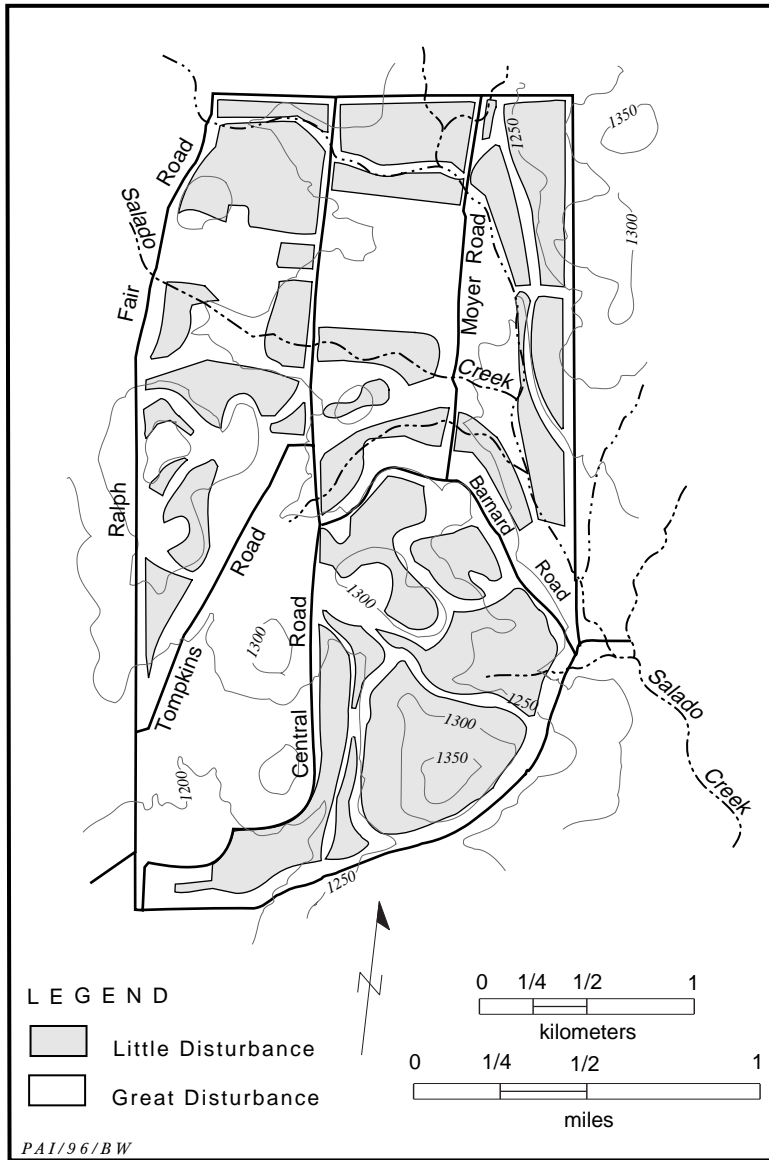 1350
1250
Road
Salado
1300
Moyer Road
Fair
Creek
Ralph
Barnard
Road
Road
1300
1300
Road
Tompkins
Salado
1250
1300
Central
1350
1200
Creek
1250
N
LEGEND
Little Disturbance
Great Disturbance
0 1/4 1/2 1
kilometers
0 1/4 1/2 1
miles
PAI/96/BW